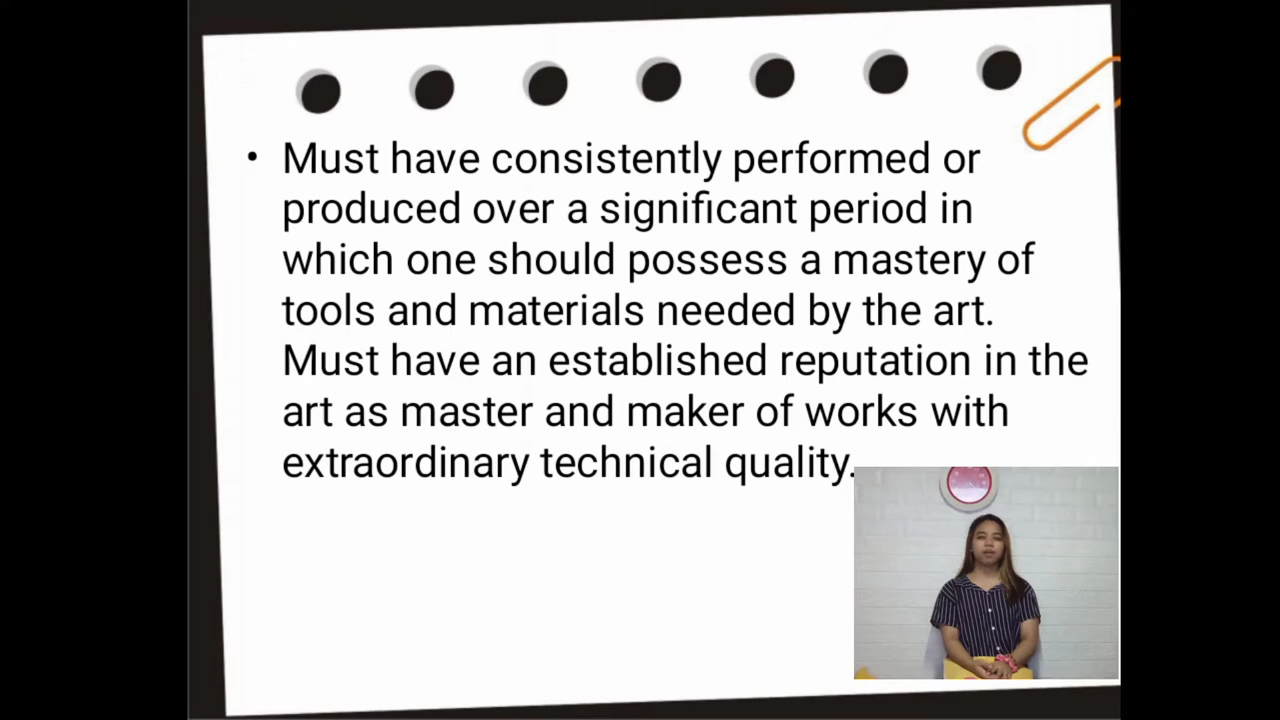 • Must have consistently performed or
produced over a significant period in
which one should possess a mastery of
tools and materials needed by the art.
Must have an established reputation in the
art as master and maker of works with
extraordinary technical quality.